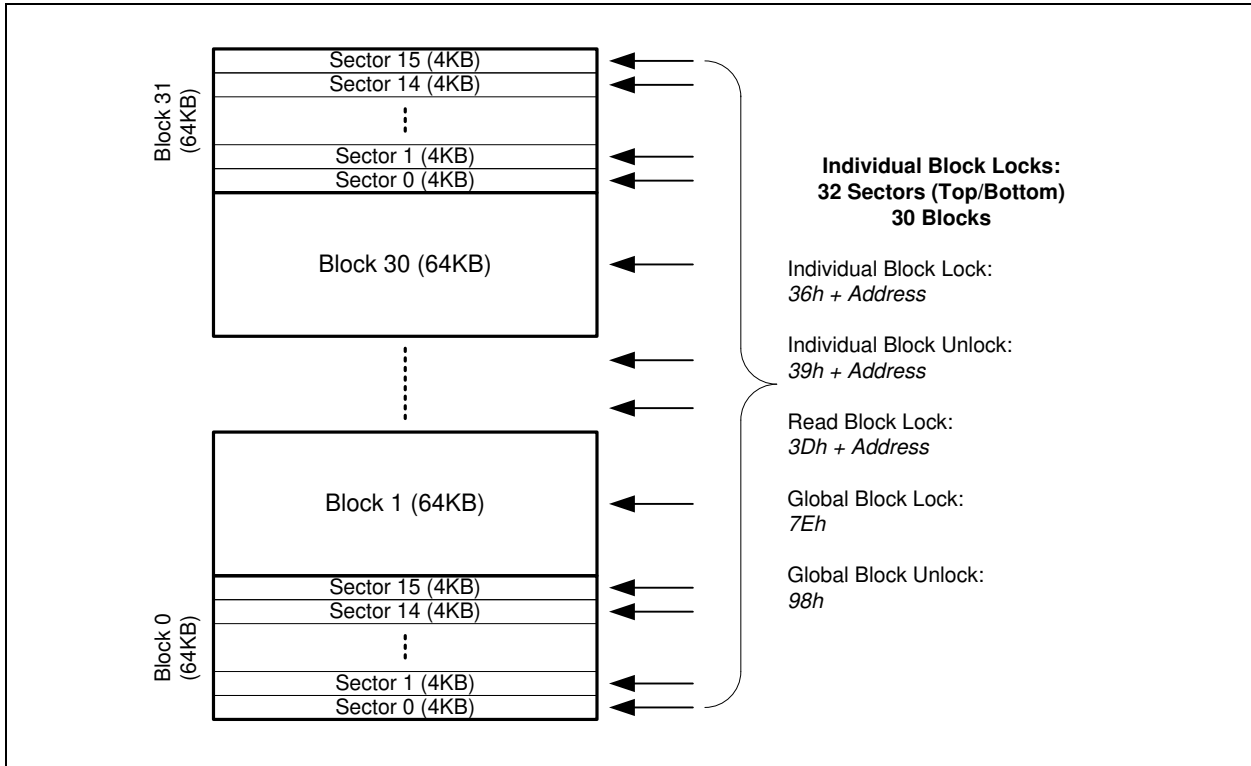 Block 31
(64KB)
Sector 15 (4KB)
Sector 14 (4KB)
Sector 1 (4KB)
Sector 0 (4KB)
Block 30 (64KB)
Block 1 (64KB)
Block 0
(64KB)
Sector 15 (4KB)
Sector 14 (4KB)
Sector 1 (4KB)
Sector 0 (4KB)
Individual Block Locks:
32 Sectors (Top/Bottom)
30 Blocks
Individual Block Lock:
36h + Address
Individual Block Unlock:
39h + Address
Read Block Lock:
3Dh + Address
Global Block Lock:
7Eh
Global Block Unlock:
98h